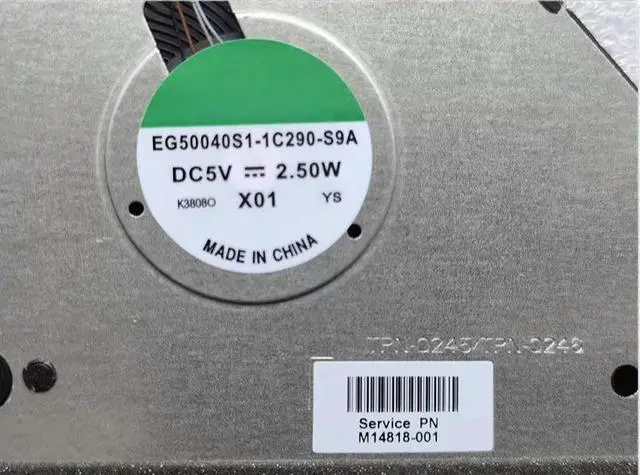 EG50040S1-1C290-S9A
DC5V ⎓ 2.50W
K3808O X01 YS
MADE IN CHINA
TPN-Q245/TPN-Q246
Service PN
M14818-001